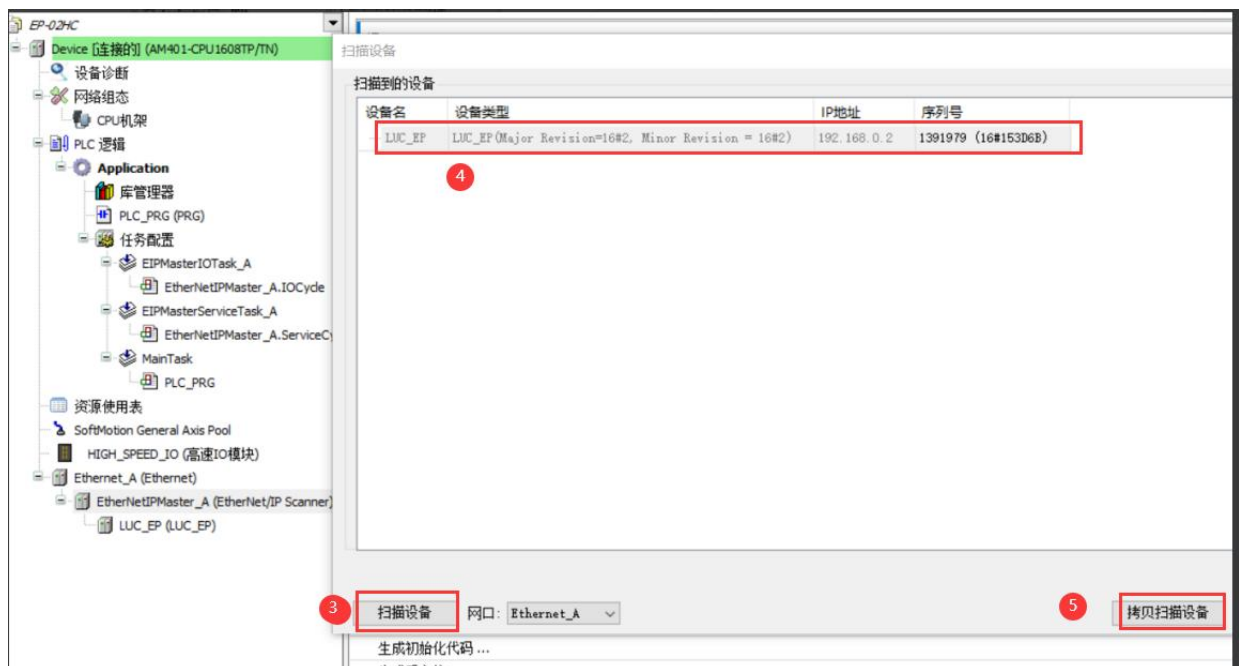 EP-02HC
Device [连接的] (AM401-CPU1608TP/TN)
设备诊断
网络组态
CPU机架
PLC 逻辑
Application
库管理器
PLC_PRG (PRG)
任务配置
EIPMasterIOTask_A
EtherNetIPMaster_A.IOCycle
EIPMasterServiceTask_A
EtherNetIPMaster_A.ServiceCy
MainTask
PLC_PRG
资源使用表
SoftMotion General Axis Pool
HIGH_SPEED_IO (高速IO模块)
Ethernet_A (Ethernet)
EtherNetIPMaster_A (EtherNet/IP Scanner)
LUC_EP (LUC_EP)
扫描设备
扫描到的设备
设备名 设备类型 IP地址 序列号
LUC_EP LUC_EP(Major Revision=16#2, Minor Revision = 16#2) 192.168.0.2 1391979 (16#153D6B)
4
3 扫描设备 网口: Ethernet_A 5 拷贝扫描设备
生成初始化代码 ...